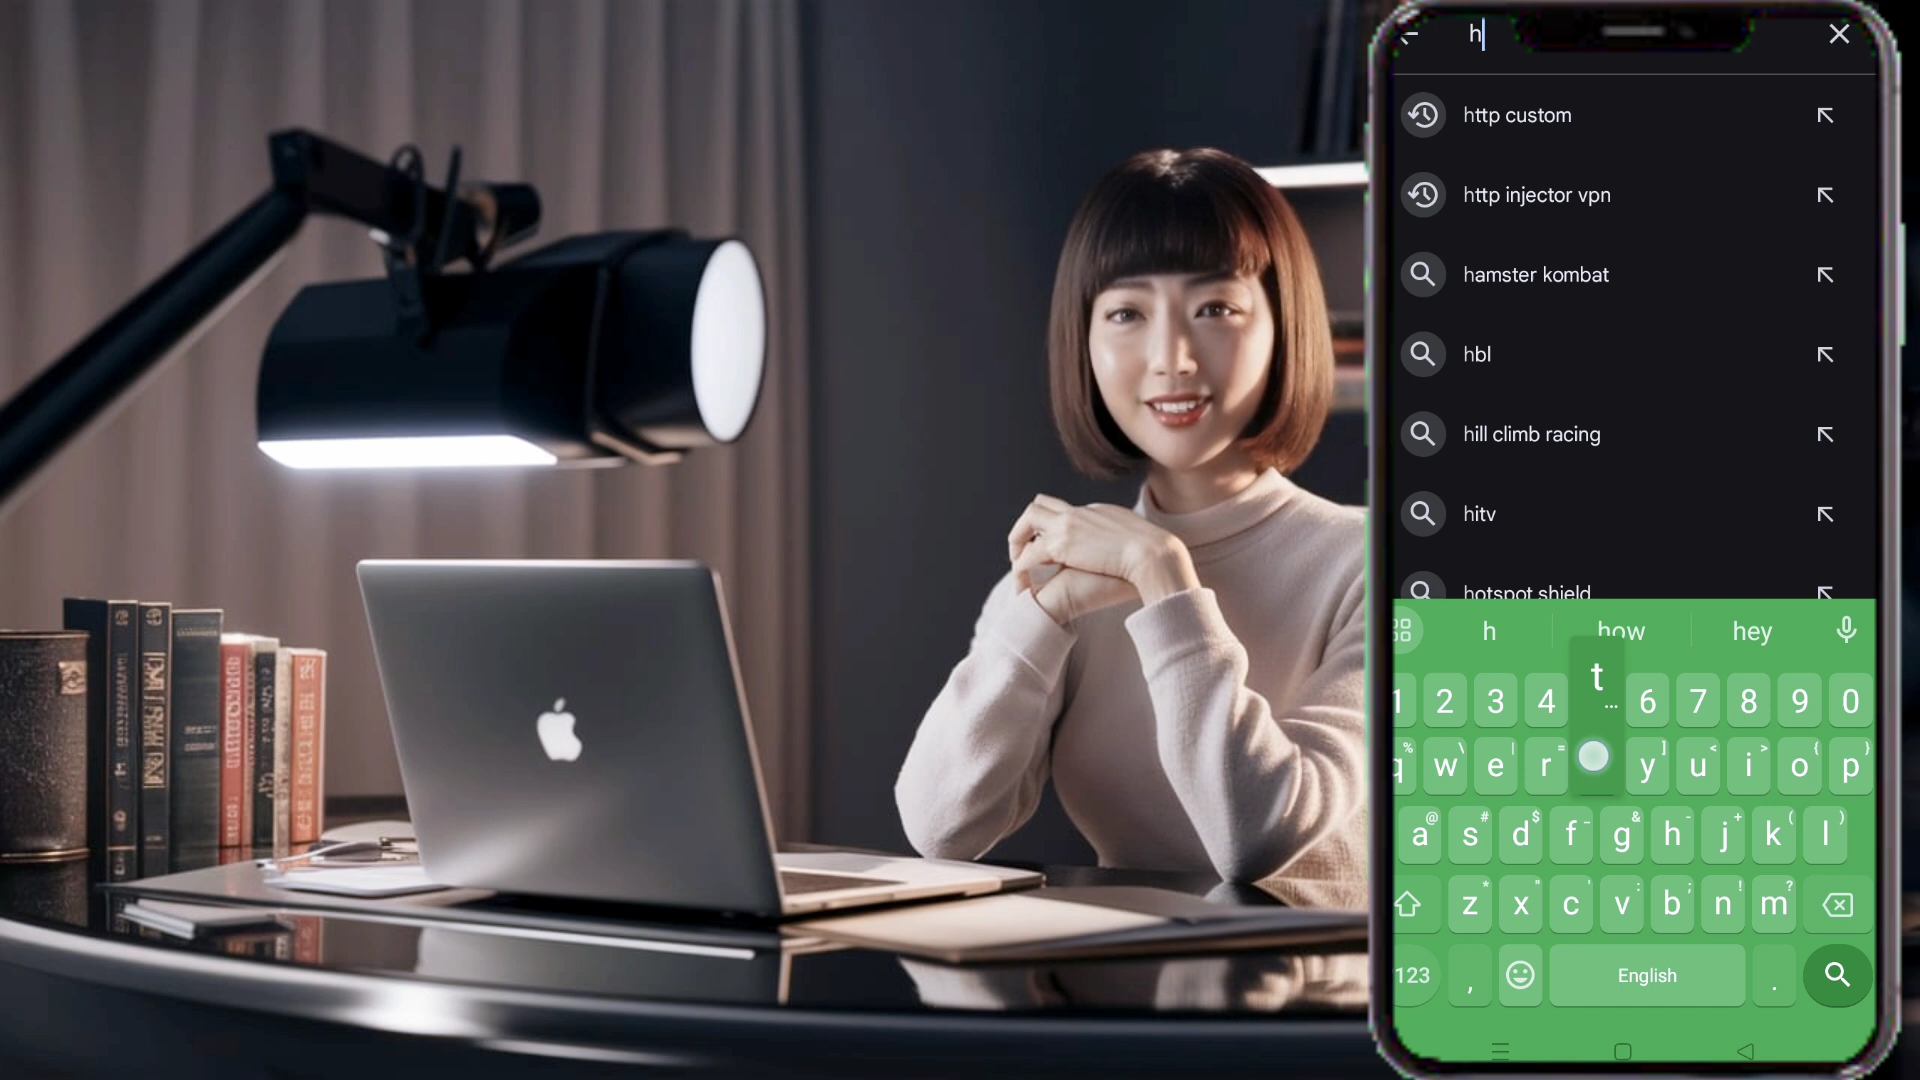 h
http custom
http injector vpn
hamster kombat
hbl
hill climb racing
hitv
hotspot shield
h how hey
t
...
1 2 3 4 6 7 8 9 0
% \ | = ] < > { }
q w e r y u i o p
@ # $ - & - + ( )
a s d f g h j k l
* " ' : ; ! ?
z x c v b n m
123 , English .